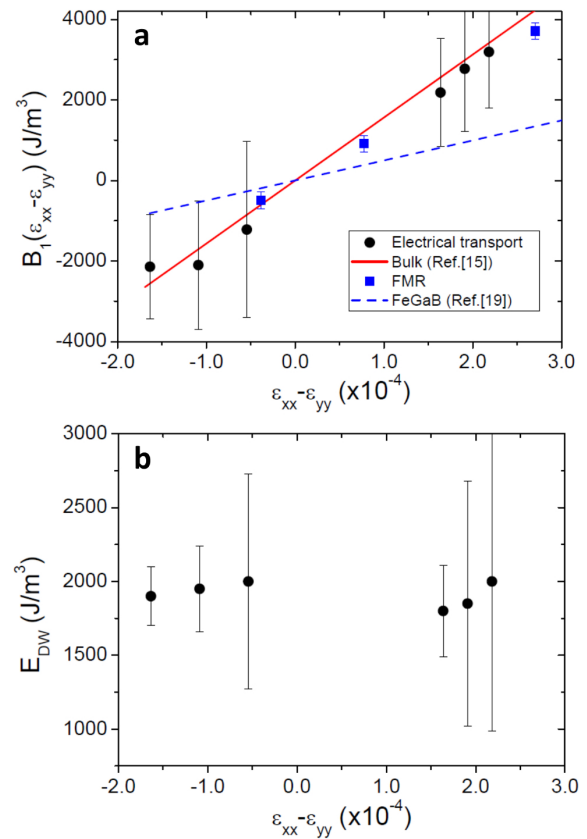 a
4000
2000
0
-2000
-4000
B₁(εxx-εyy) (J/m³)
Electrical transport
Bulk (Ref.[15])
FMR
FeGaB (Ref.[19])
-2.0 -1.0 0.0 1.0 2.0 3.0
εxx-εyy (x10⁻⁴)
b
3000
2500
2000
1500
1000
E_DW (J/m³)
-2.0 -1.0 0.0 1.0 2.0 3.0
εxx-εyy (x10⁻⁴)